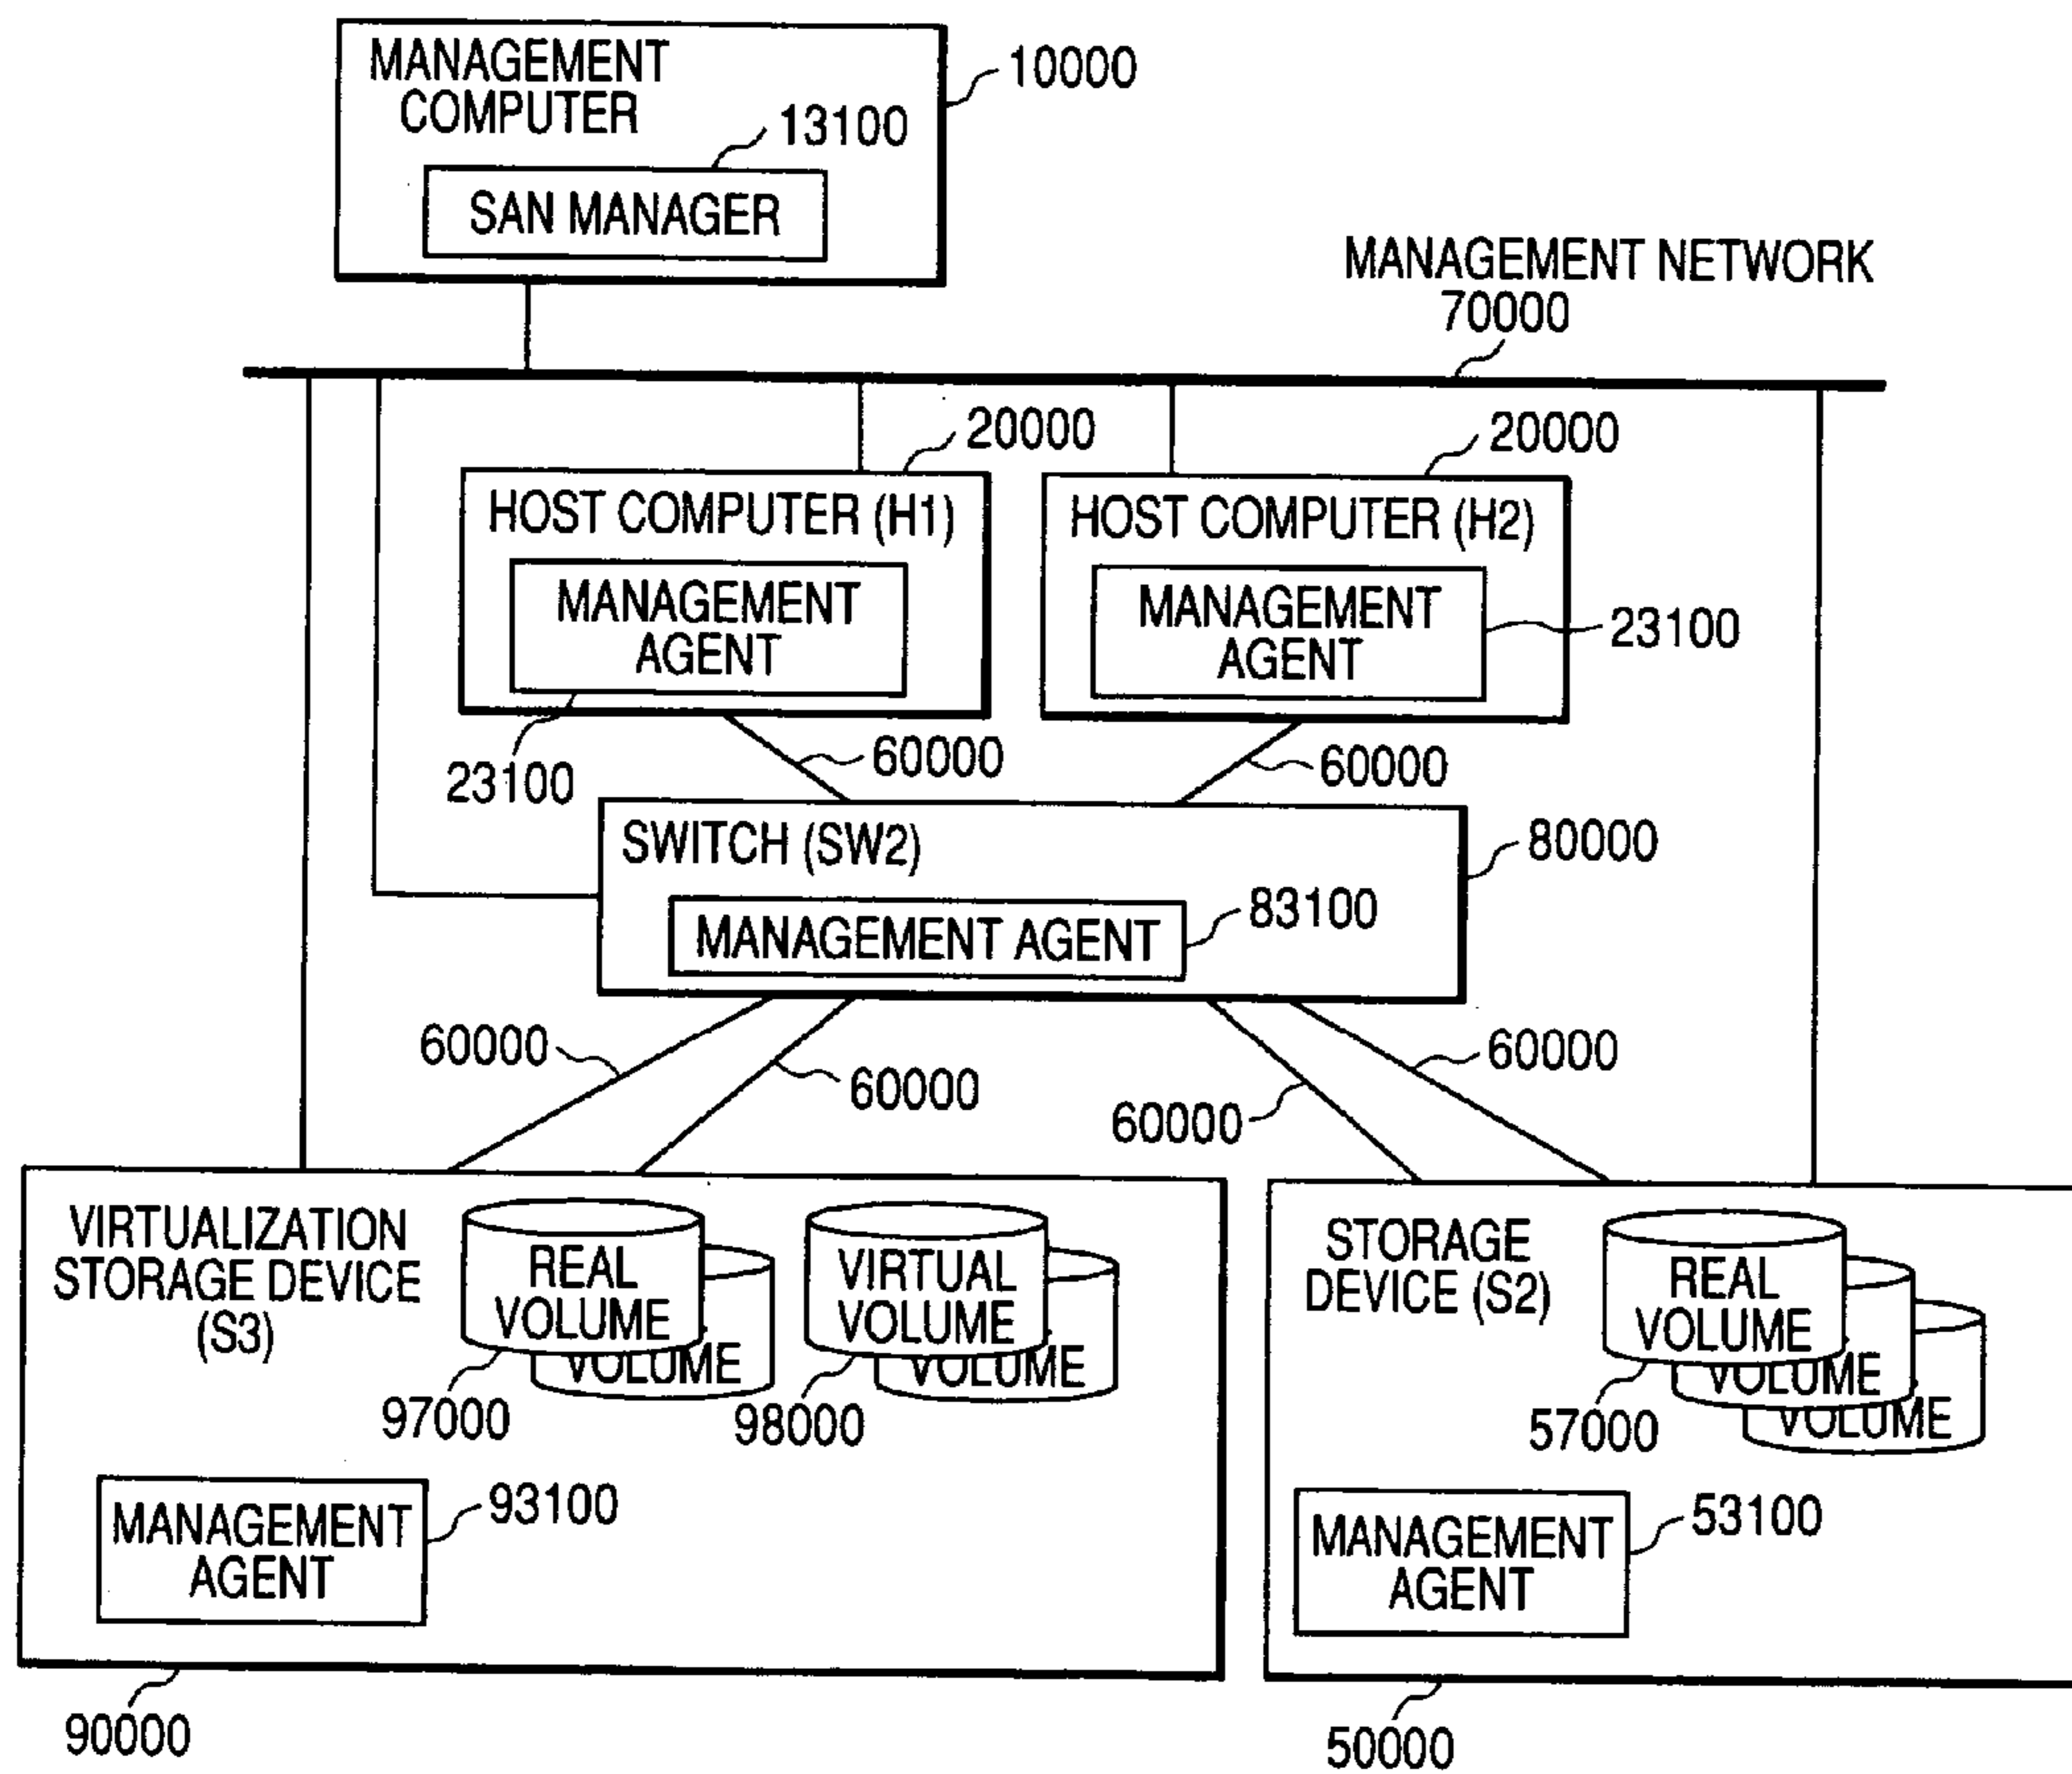 MANAGEMENT
COMPUTER
10000
13100
SAN MANAGER
MANAGEMENT NETWORK
70000
20000
20000
HOST COMPUTER (H1)
HOST COMPUTER (H2)
MANAGEMENT
AGENT
MANAGEMENT
AGENT
23100
23100
60000
60000
SWITCH (SW2)
80000
MANAGEMENT AGENT
83100
60000
60000
60000
60000
VIRTUALIZATION
STORAGE DEVICE
(S3)
REAL
VOLUME
VOLUME
VIRTUAL
VOLUME
VOLUME
97000
98000
STORAGE
DEVICE (S2)
REAL
VOLUME
VOLUME
VOLUME
57000
MANAGEMENT
AGENT
93100
MANAGEMENT
AGENT
53100
90000
50000